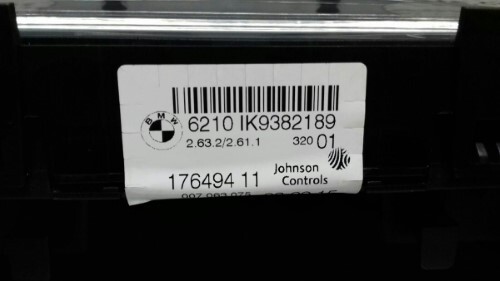 BMW
6210 IK9382189
2.63.2/2.61.1 320 01
176494 11 Johnson
Controls